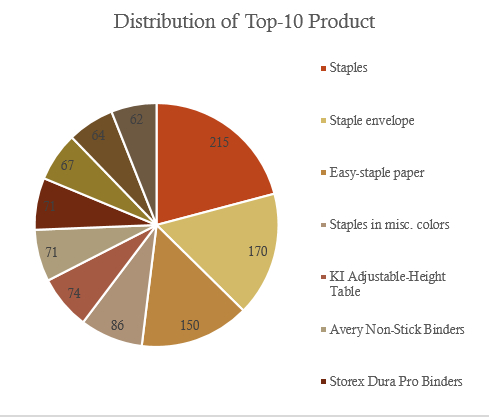 Distribution of Top-10 Product
Staples
Staple envelope
Easy-staple paper
Staples in misc. colors
KI Adjustable-Height
Table
Avery Non-Stick Binders
Storex Dura Pro Binders
215
170
150
86
74
71
67
64
62